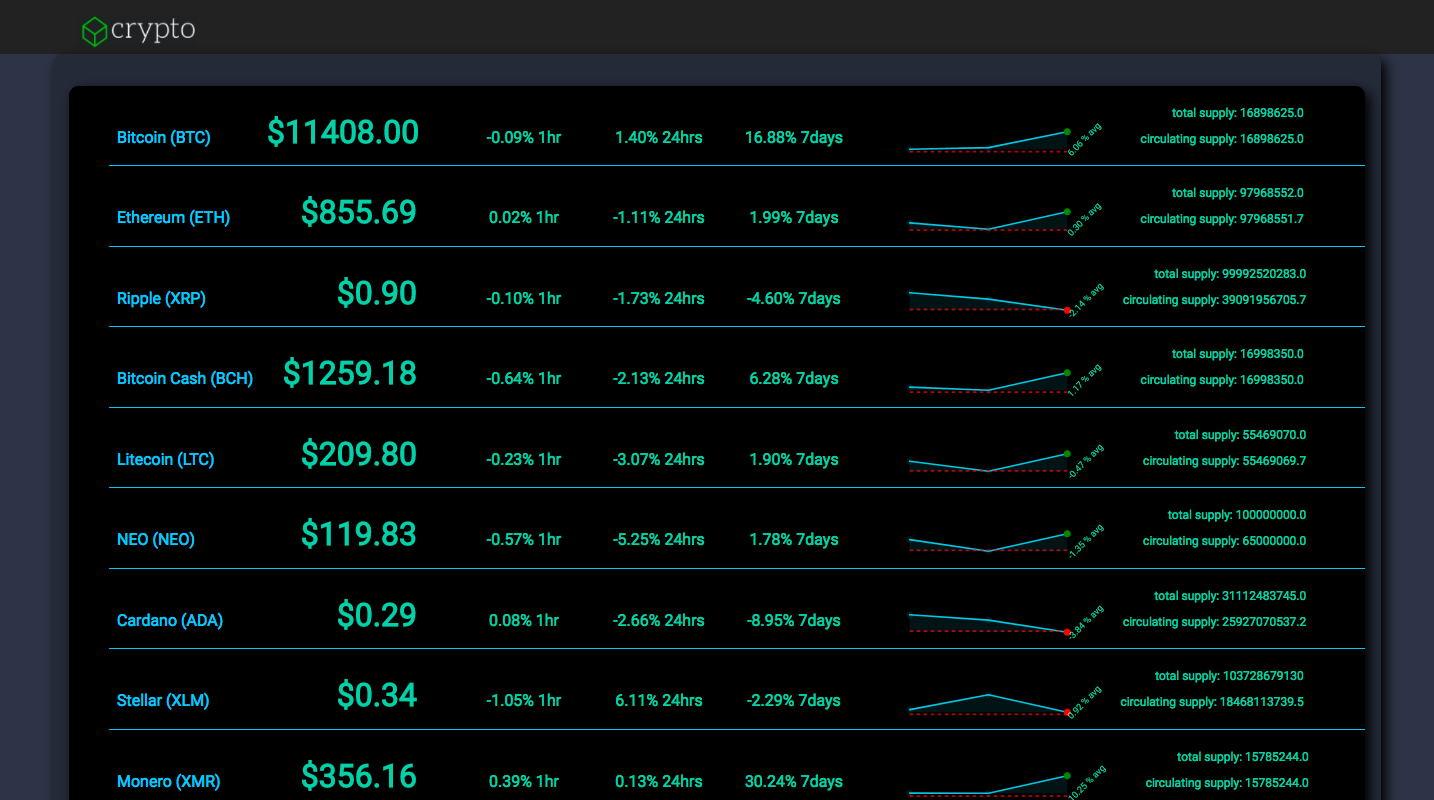 crypto
Bitcoin (BTC) $11408.00 -0.09% 1hr 1.40% 24hrs 16.88% 7days 6.06 % avg
total supply: 16898625.0
circulating supply: 16898625.0
Ethereum (ETH) $855.69 0.02% 1hr -1.11% 24hrs 1.99% 7days 0.30 % avg
total supply: 97968552.0
circulating supply: 97968551.7
Ripple (XRP) $0.90 -0.10% 1hr -1.73% 24hrs -4.60% 7days -2.14 % avg
total supply: 99992520283.0
circulating supply: 39091956705.7
Bitcoin Cash (BCH) $1259.18 -0.64% 1hr -2.13% 24hrs 6.28% 7days 1.17 % avg
total supply: 16998350.0
circulating supply: 16998350.0
Litecoin (LTC) $209.80 -0.23% 1hr -3.07% 24hrs 1.90% 7days -0.47 % avg
total supply: 55469070.0
circulating supply: 55469069.7
NEO (NEO) $119.83 -0.57% 1hr -5.25% 24hrs 1.78% 7days -1.35 % avg
total supply: 100000000.0
circulating supply: 65000000.0
Cardano (ADA) $0.29 0.08% 1hr -2.66% 24hrs -8.95% 7days -3.84 % avg
total supply: 31112483745.0
circulating supply: 25927070537.2
Stellar (XLM) $0.34 -1.05% 1hr 6.11% 24hrs -2.29% 7days 0.92 % avg
total supply: 103728679130
circulating supply: 18468113739.5
Monero (XMR) $356.16 0.39% 1hr 0.13% 24hrs 30.24% 7days 10.25 % avg
total supply: 15785244.0
circulating supply: 15785244.0